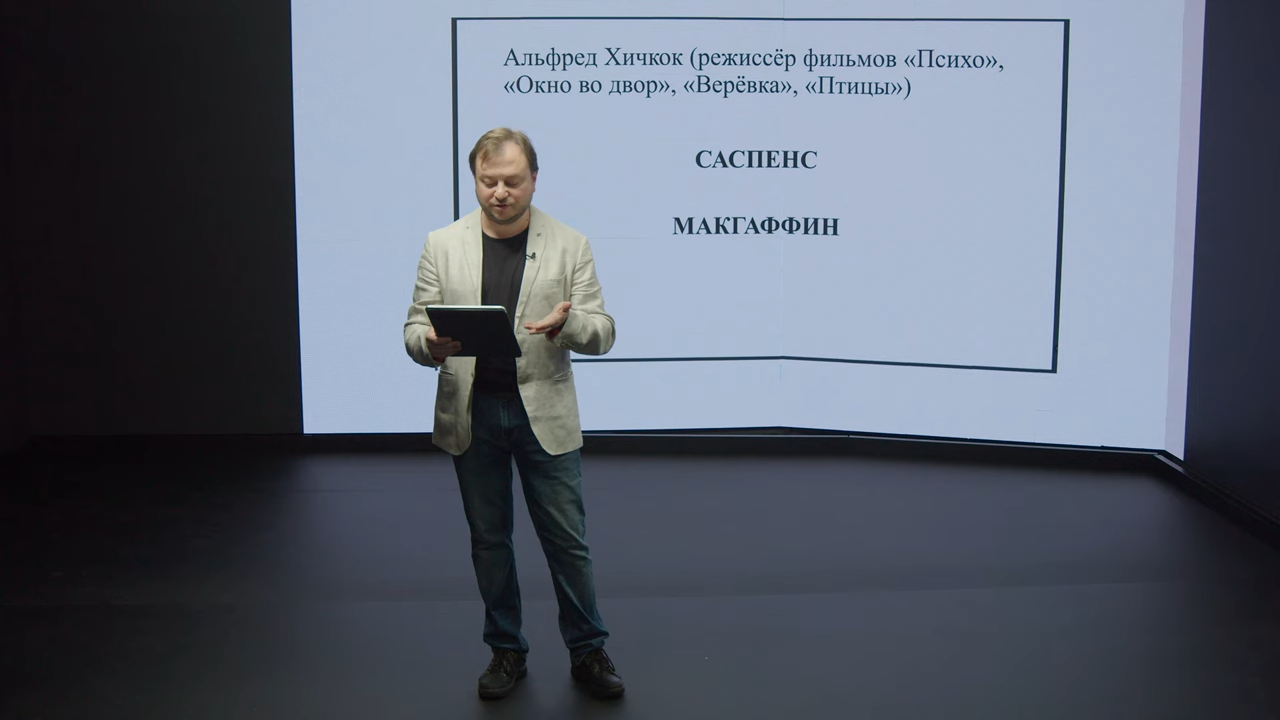 Альфред Хичкок (режиссёр фильмов «Психо»,
«Окно во двор», «Верёвка», «Птицы»)
САСПЕНС
МАКГАФФИН